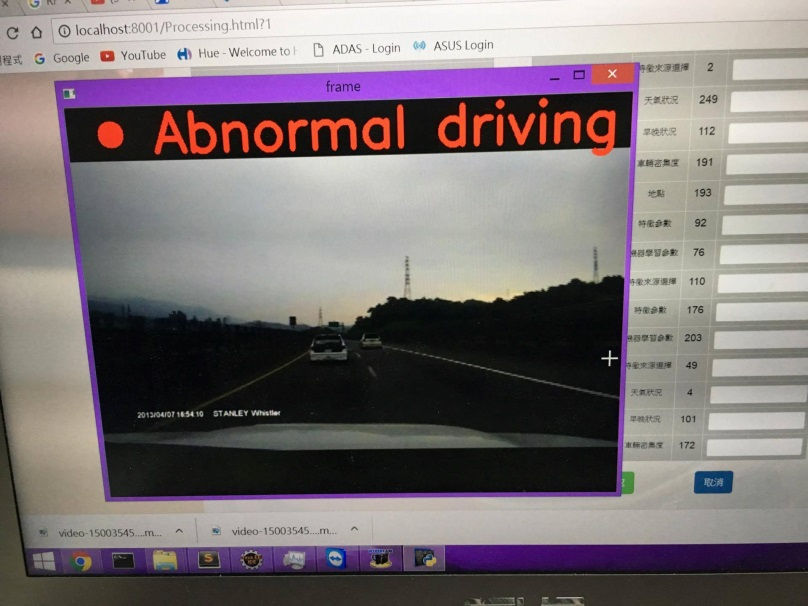 localhost:8001/Processing.html?1
程式 Google YouTube Hue - Welcome to H ADAS - Login ASUS Login
frame
Abnormal driving
2013/04/07 16:54:10 STANLEY Whistler
特徵來源選擇 2
天氣狀況 249
早晚狀況 112
車輛密集度 191
地點 193
特徵參數 92
機器學習參數 76
特徵來源選擇 110
特徵參數 176
機器學習參數 203
特徵來源選擇 49
天氣狀況 4
早晚狀況 101
車輛密集度 172
取消
video-15003545....m... video-15003545....m...